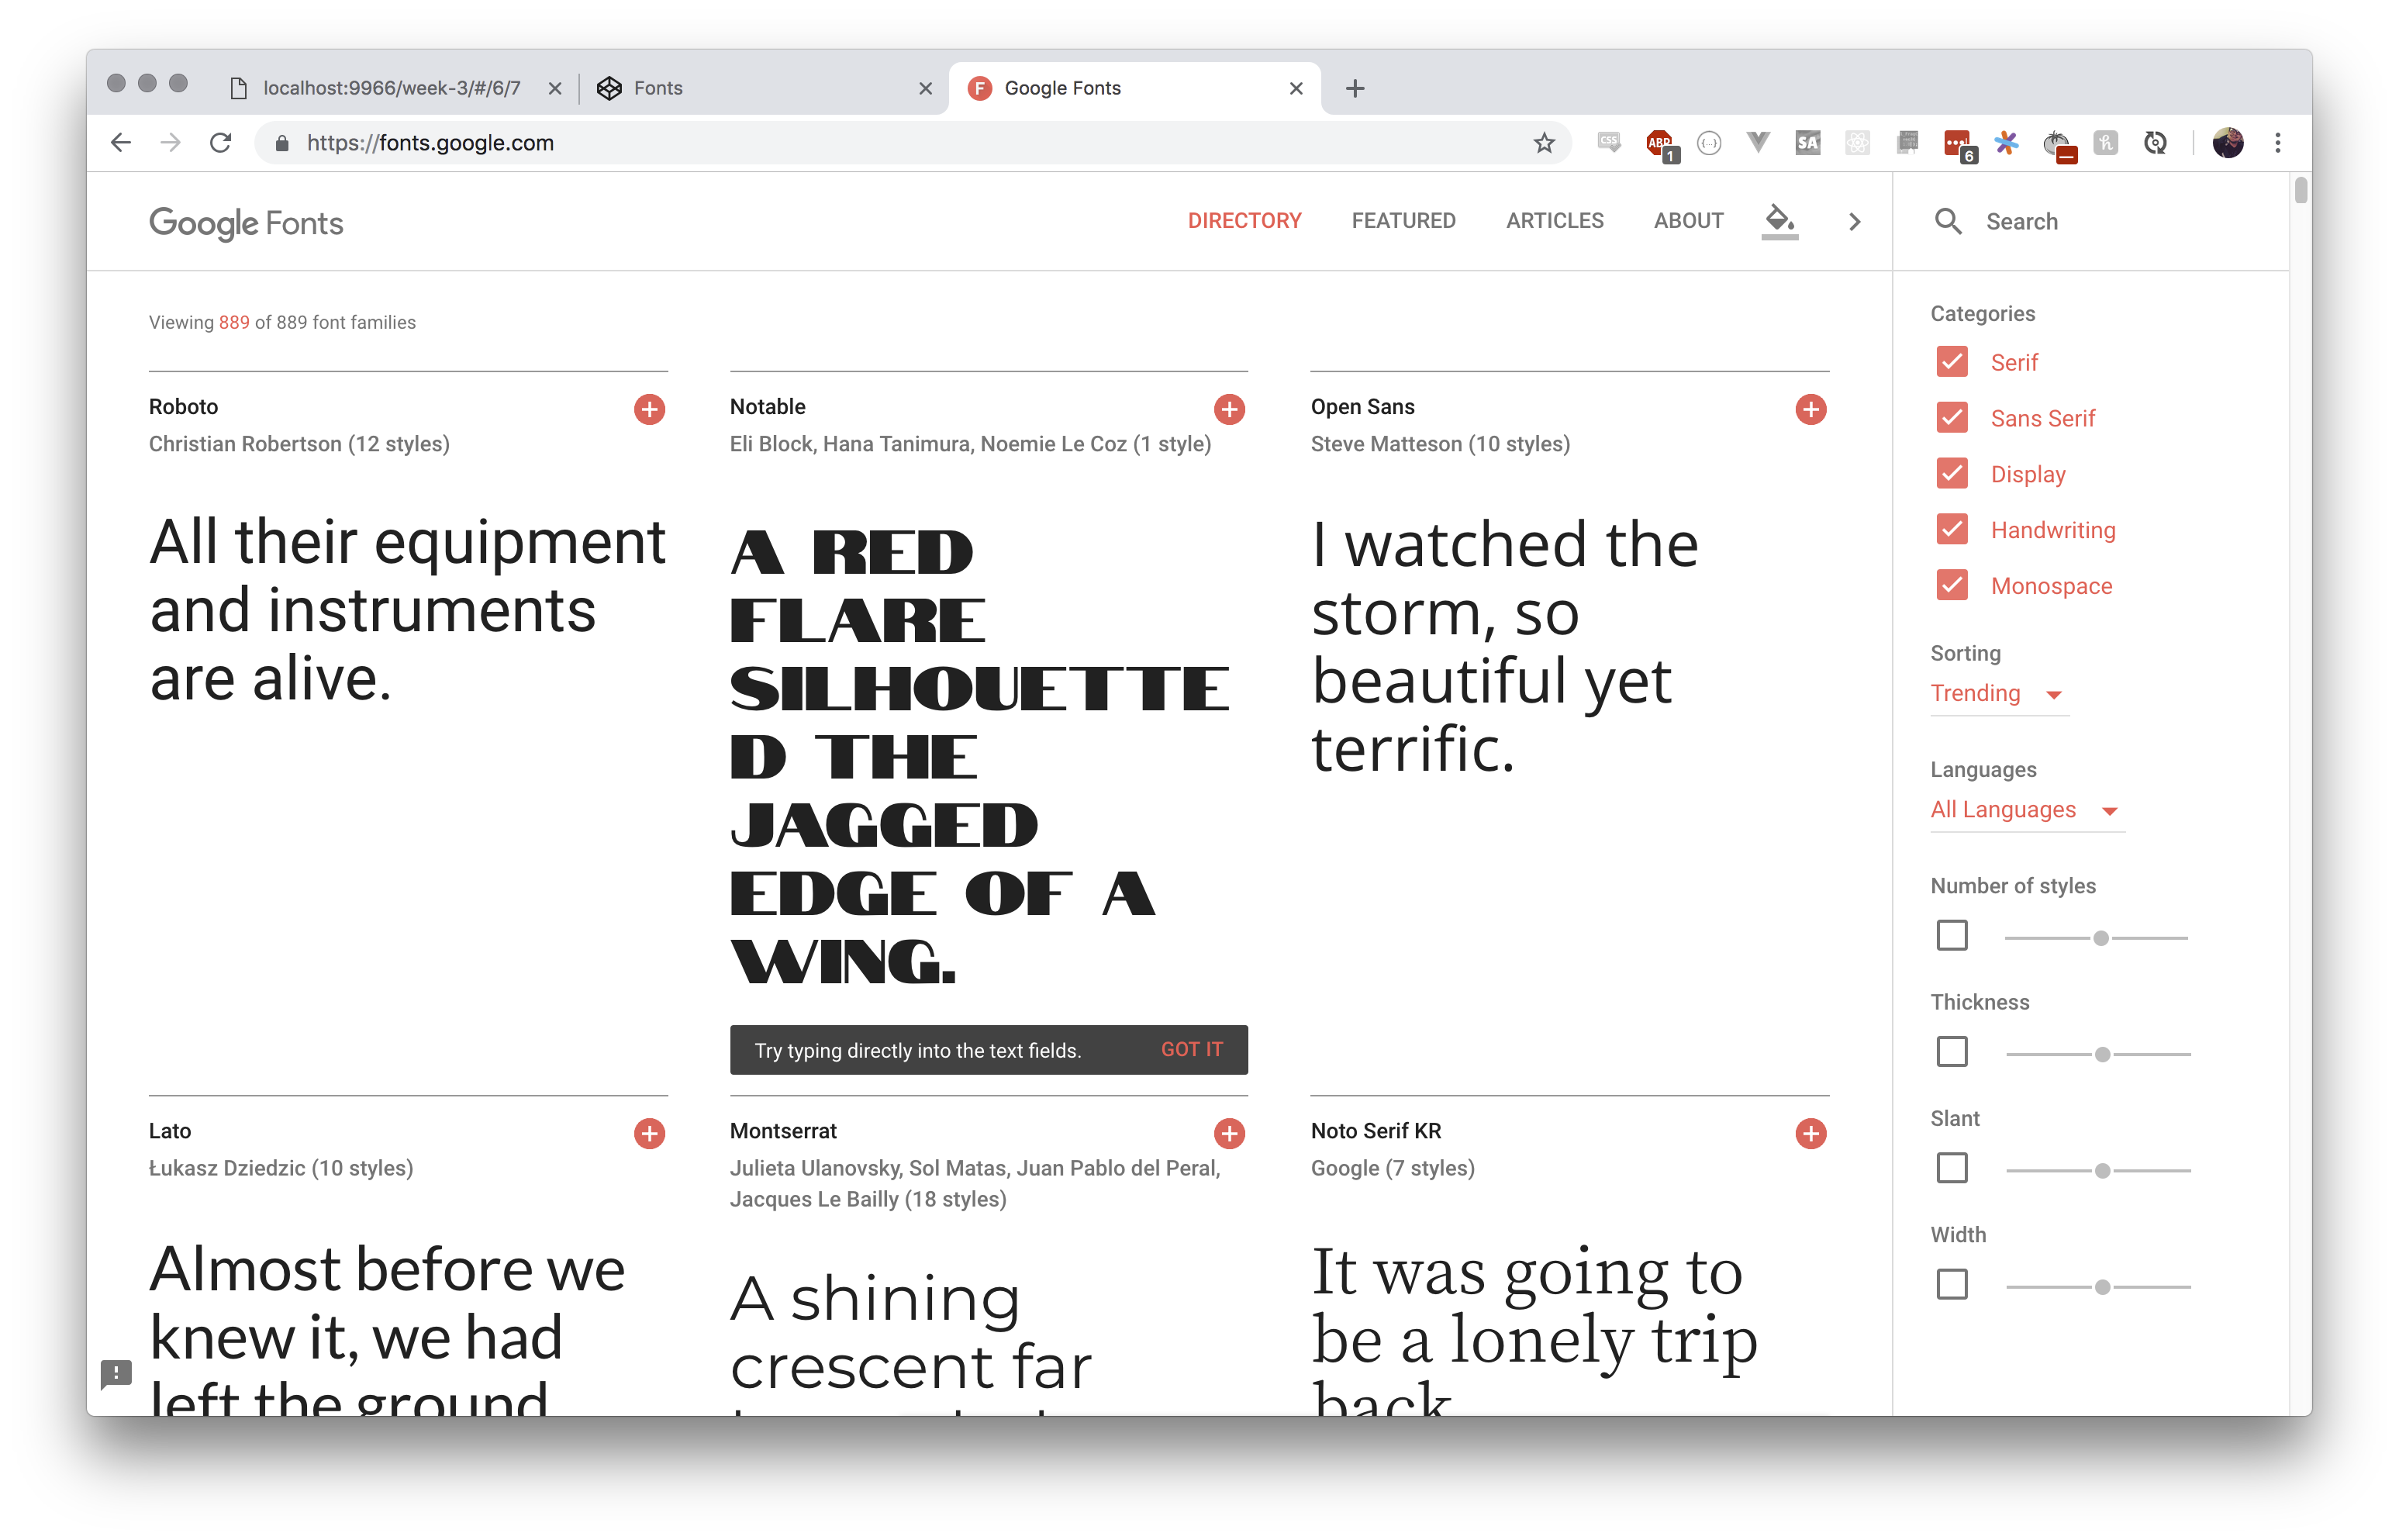 localhost:9966/week-3/#/6/7
Fonts
Google Fonts
https://fonts.google.com
CSS
ABP
1
{...}
SA
6
Google Fonts
DIRECTORY
FEATURED
ARTICLES
ABOUT
Search
Viewing 889 of 889 font families
Roboto
Christian Robertson (12 styles)
All their equipment
and instruments
are alive.
Notable
Eli Block, Hana Tanimura, Noemie Le Coz (1 style)
A RED
FLARE
SILHOUETTE
D THE
JAGGED
EDGE OF A
WING.
Try typing directly into the text fields.
GOT IT
Open Sans
Steve Matteson (10 styles)
I watched the
storm, so
beautiful yet
terrific.
Lato
Łukasz Dziedzic (10 styles)
Almost before we
knew it, we had
left the ground
Montserrat
Julieta Ulanovsky, Sol Matas, Juan Pablo del Peral,
Jacques Le Bailly (18 styles)
A shining
crescent far
Noto Serif KR
Google (7 styles)
It was going to
be a lonely trip
back
Categories
Serif
Sans Serif
Display
Handwriting
Monospace
Sorting
Trending
Languages
All Languages
Number of styles
Thickness
Slant
Width